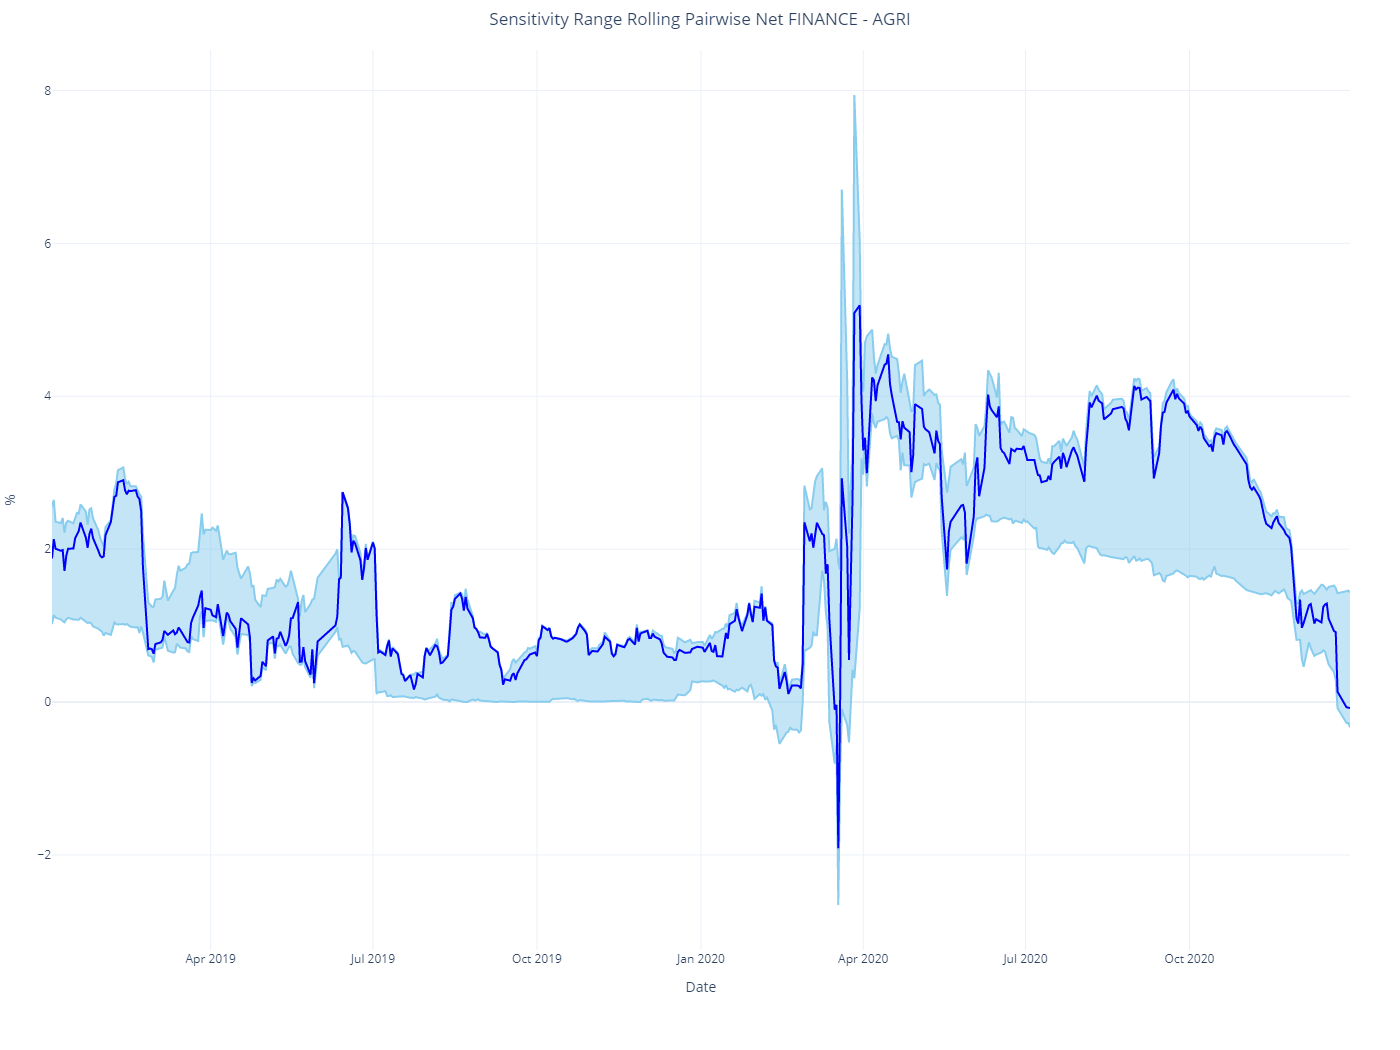 Sensitivity Range Rolling Pairwise Net FINANCE - AGRI
8
6
4
2
0
−2
%
Apr 2019
Jul 2019
Oct 2019
Jan 2020
Apr 2020
Jul 2020
Oct 2020
Date